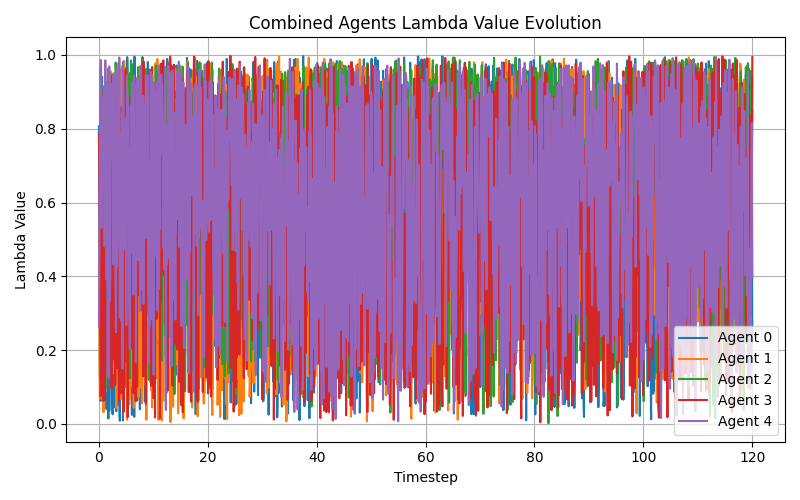 Combined Agents Lambda Value Evolution
Lambda Value
1.0
0.8
0.6
0.4
0.2
0.0
0 20 40 60 80 100 120
Timestep
Agent 0
Agent 1
Agent 2
Agent 3
Agent 4